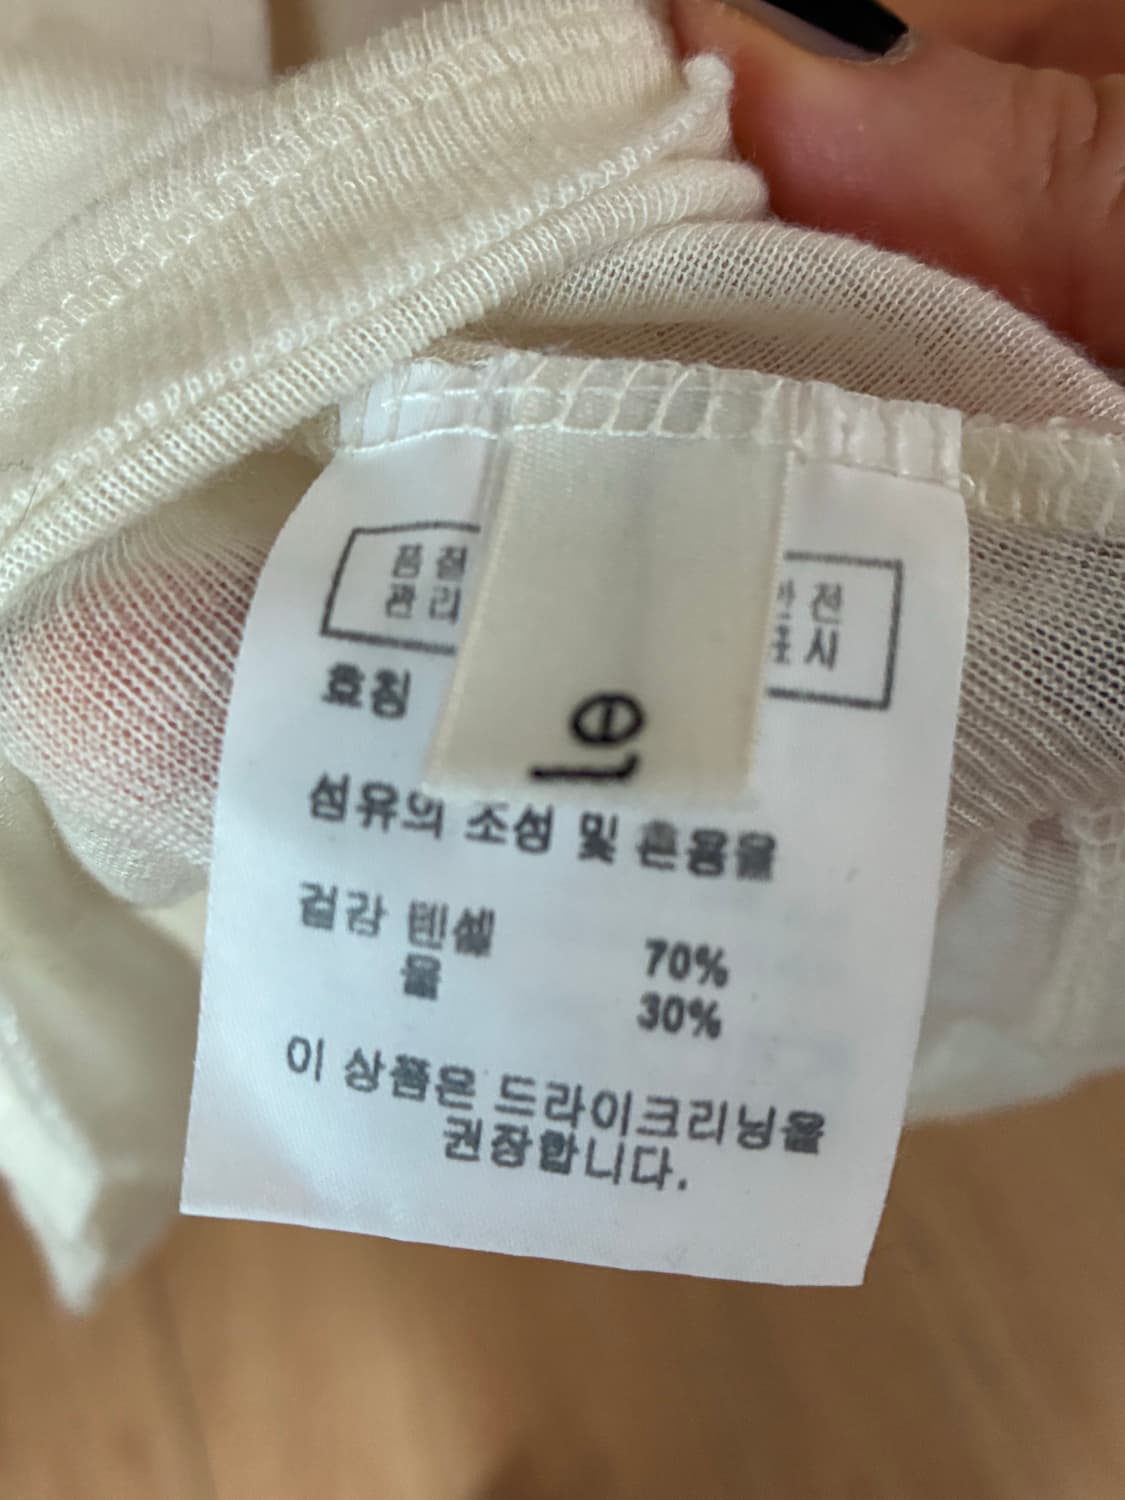 품질
관리
안전
표시
호칭
le
섬유의 조성 및 혼용율
겉감 텐셀 70%
울 30%
이 상품은 드라이크리닝을
권장합니다.